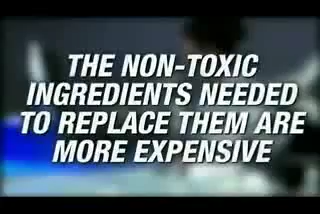 THE NON-TOXIC
INGREDIENTS NEEDED
TO REPLACE THEM ARE
MORE EXPENSIVE